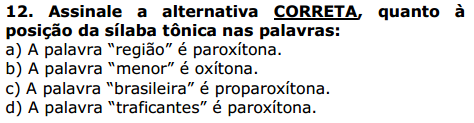 12. Assinale a alternativa CORRETA, quanto à
posição da sílaba tônica nas palavras:
a) A palavra “região” é paroxítona.
b) A palavra “menor” é oxítona.
c) A palavra “brasileira” é proparoxítona.
d) A palavra “traficantes” é paroxítona.